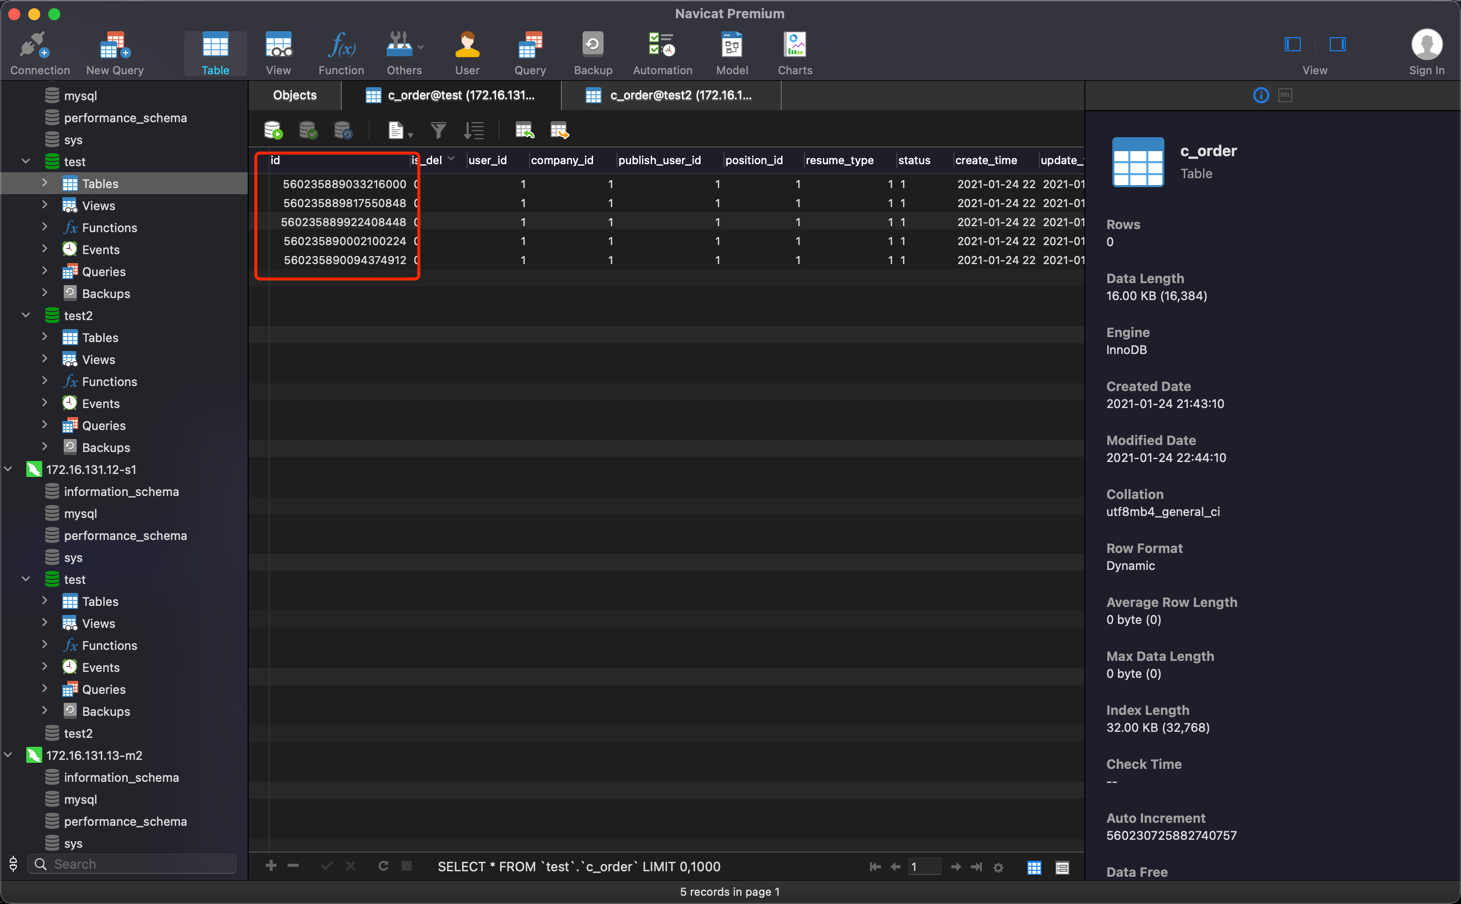 Navicat Premium
Connection
New Query
Table
View
Function
Others
User
Query
Backup
Automation
Model
Charts
View
Sign In
mysql
performance_schema
sys
test
Tables
Views
Functions
Events
Queries
Backups
test2
Tables
Views
Functions
Events
Queries
Backups
172.16.131.12-s1
information_schema
mysql
performance_schema
sys
test
Tables
Views
Functions
Events
Queries
Backups
test2
172.16.131.13-m2
information_schema
mysql
performance_schema
sys
Search
Objects
c_order@test (172.16.131...
c_order@test2 (172.16.1...
id is_del user_id company_id publish_user_id position_id resume_type status create_time update_
560235889033216000 0 1 1 1 1 1 1 2021-01-24 22 2021-01
560235889817550848 0 1 1 1 1 1 1 2021-01-24 22 2021-01
560235889922408448 0 1 1 1 1 1 1 2021-01-24 22 2021-01
560235890002100224 0 1 1 1 1 1 1 2021-01-24 22 2021-01
560235890094374912 0 1 1 1 1 1 1 2021-01-24 22 2021-01
SELECT * FROM `test`.`c_order` LIMIT 0,1000
1
5 records in page 1
c_order
Table
Rows
0
Data Length
16.00 KB (16,384)
Engine
InnoDB
Created Date
2021-01-24 21:43:10
Modified Date
2021-01-24 22:44:10
Collation
utf8mb4_general_ci
Row Format
Dynamic
Average Row Length
0 byte (0)
Max Data Length
0 byte (0)
Index Length
32.00 KB (32,768)
Check Time
--
Auto Increment
560230725882740757
Data Free